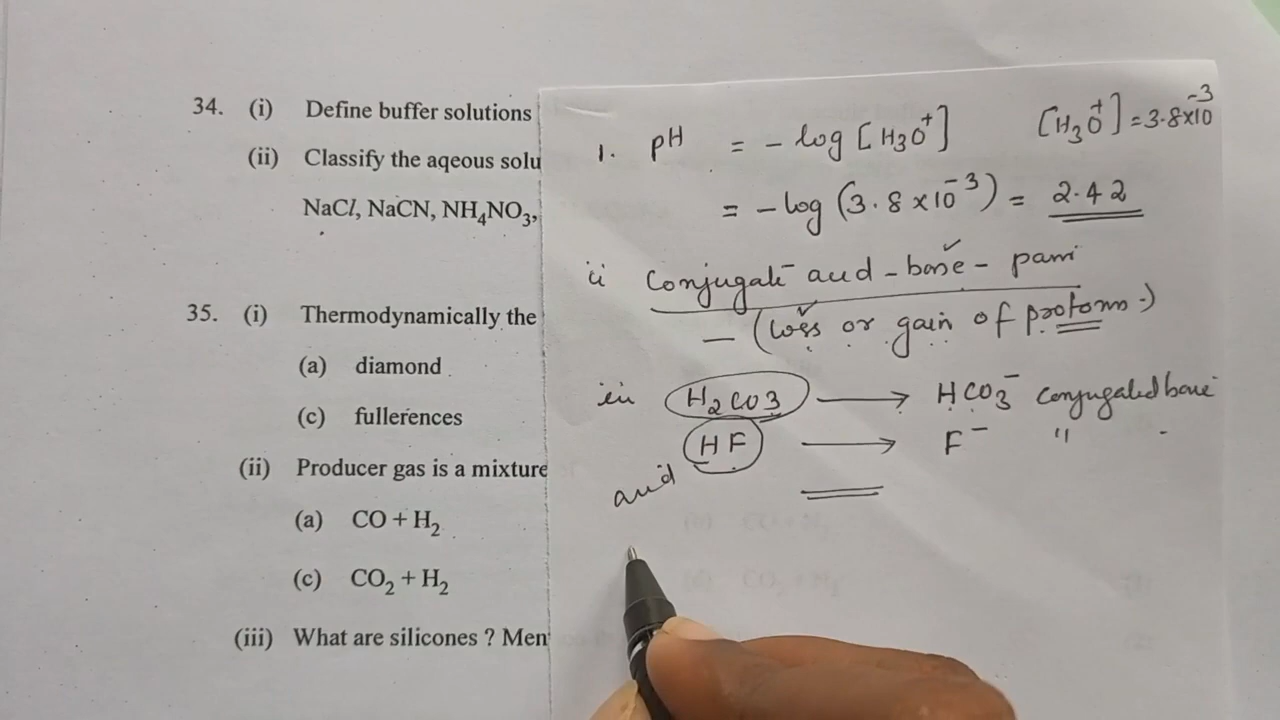 34. (i) Define buffer solutions
(ii) Classify the aqeous solu
NaCl, NaCN, NH₄NO₃,
35. (i) Thermodynamically the
(a) diamond
(c) fullerences
(ii) Producer gas is a mixture
(a) CO + H₂
(c) CO₂ + H₂
(iii) What are silicones ? Men
1. pH = - log [H₃O⁺] [H₃O⁺] = 3.8×10⁻³
= - log (3.8 × 10⁻³) = 2.42
ii Conjugate acid - base - pair
— (loss or gain of protons.)
iii H₂CO₃ → HCO₃⁻ conjugated base
HF → F⁻ "
acid